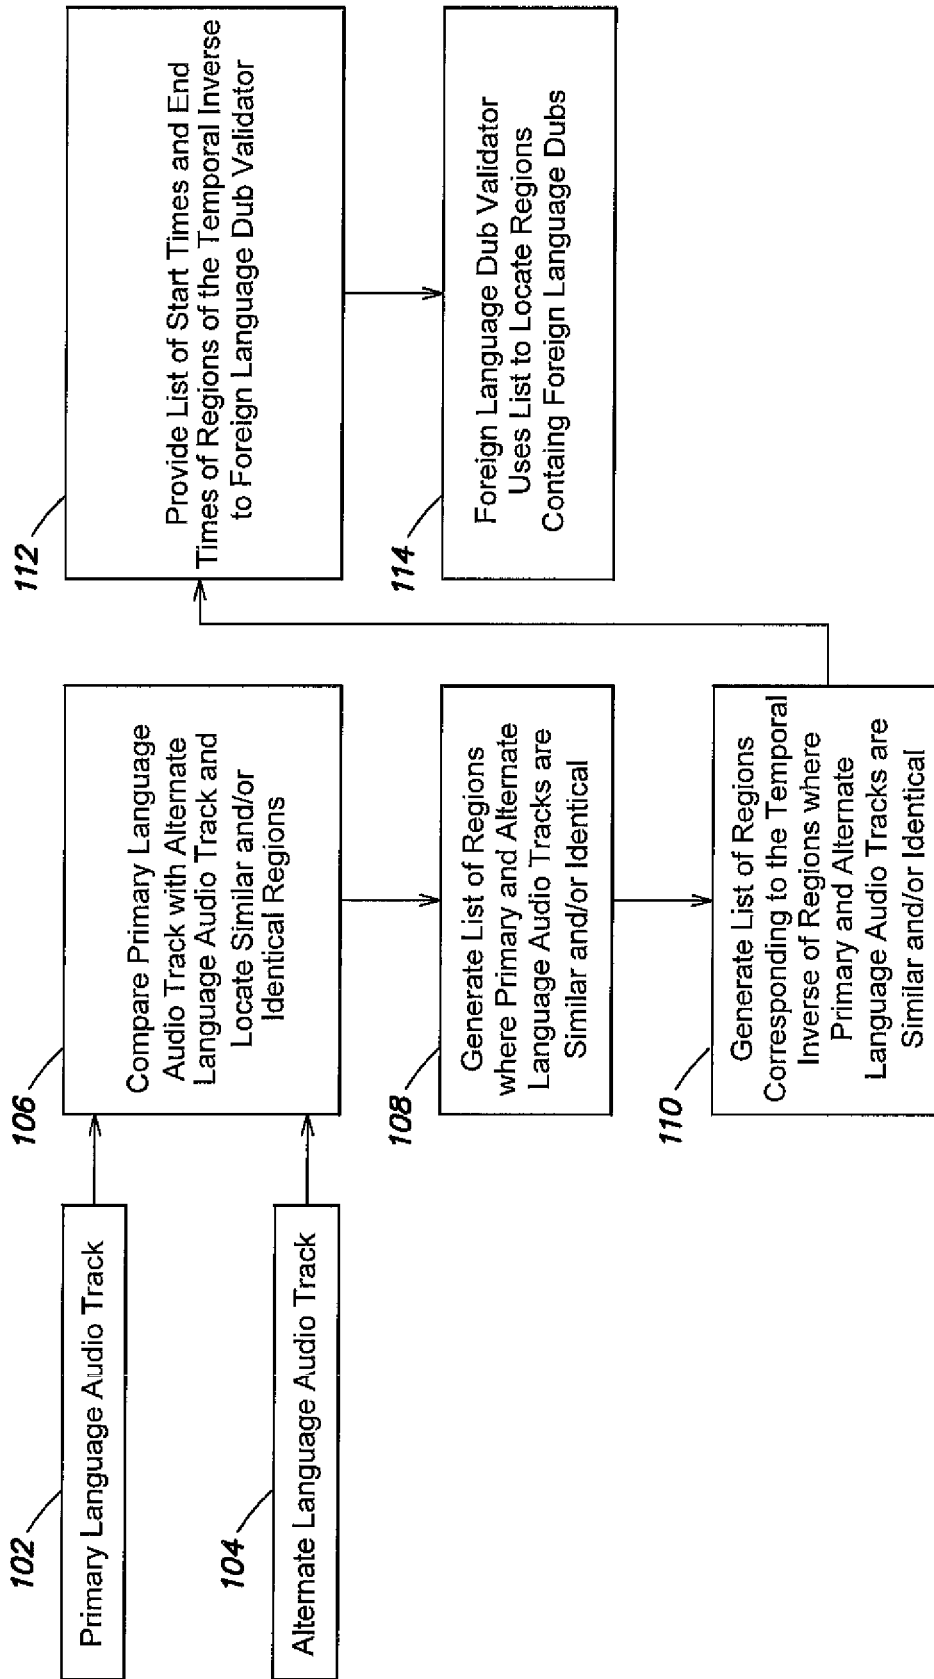 102
Primary Language Audio Track
104
Alternate Language Audio Track
106
Compare Primary Language
Audio Track with Alternate
Language Audio Track and
Locate Similar and/or
Identical Regions
108
Generate List of Regions
where Primary and Alternate
Language Audio Tracks are
Similar and/or Identical
110
Generate List of Regions
Corresponding to the Temporal
Inverse of Regions where
Primary and Alternate
Language Audio Tracks are
Similar and/or Identical
112
Provide List of Start Times and End
Times of Regions of the Temporal Inverse
to Foreign Language Dub Validator
114
Foreign Language Dub Validator
Uses List to Locate Regions
Containg Foreign Language Dubs